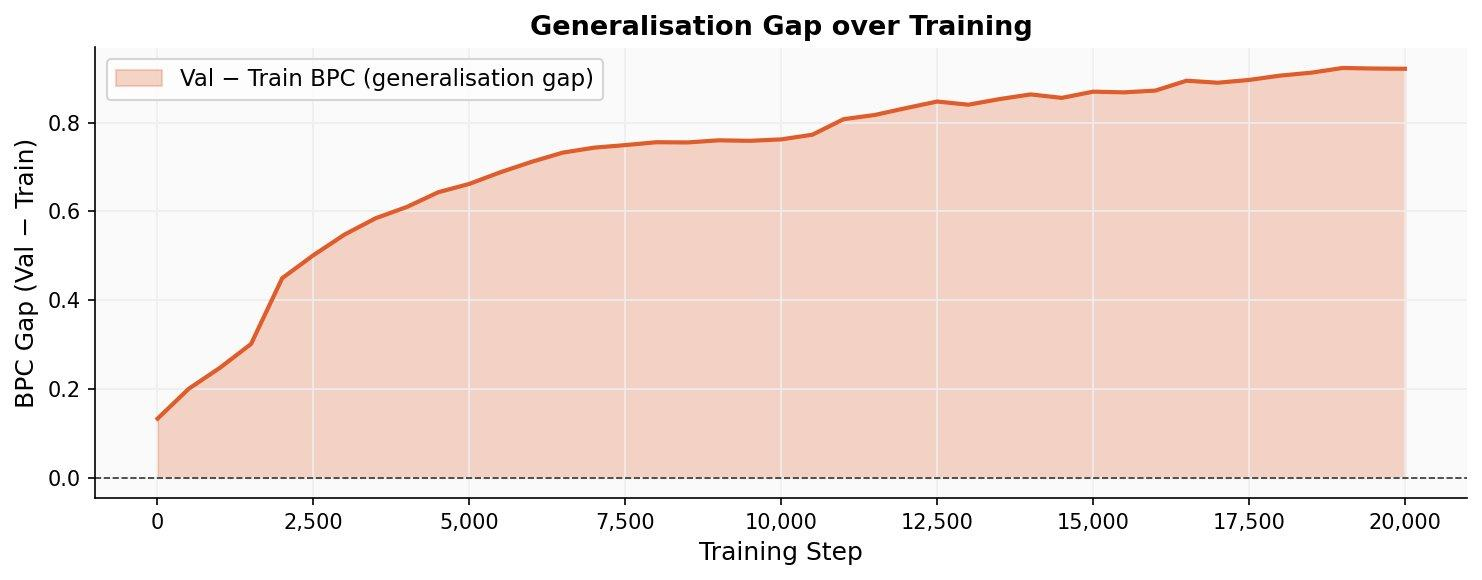 Generalisation Gap over Training
Val − Train BPC (generalisation gap)
BPC Gap (Val − Train)
0.8
0.6
0.4
0.2
0.0
0 2,500 5,000 7,500 10,000 12,500 15,000 17,500 20,000
Training Step